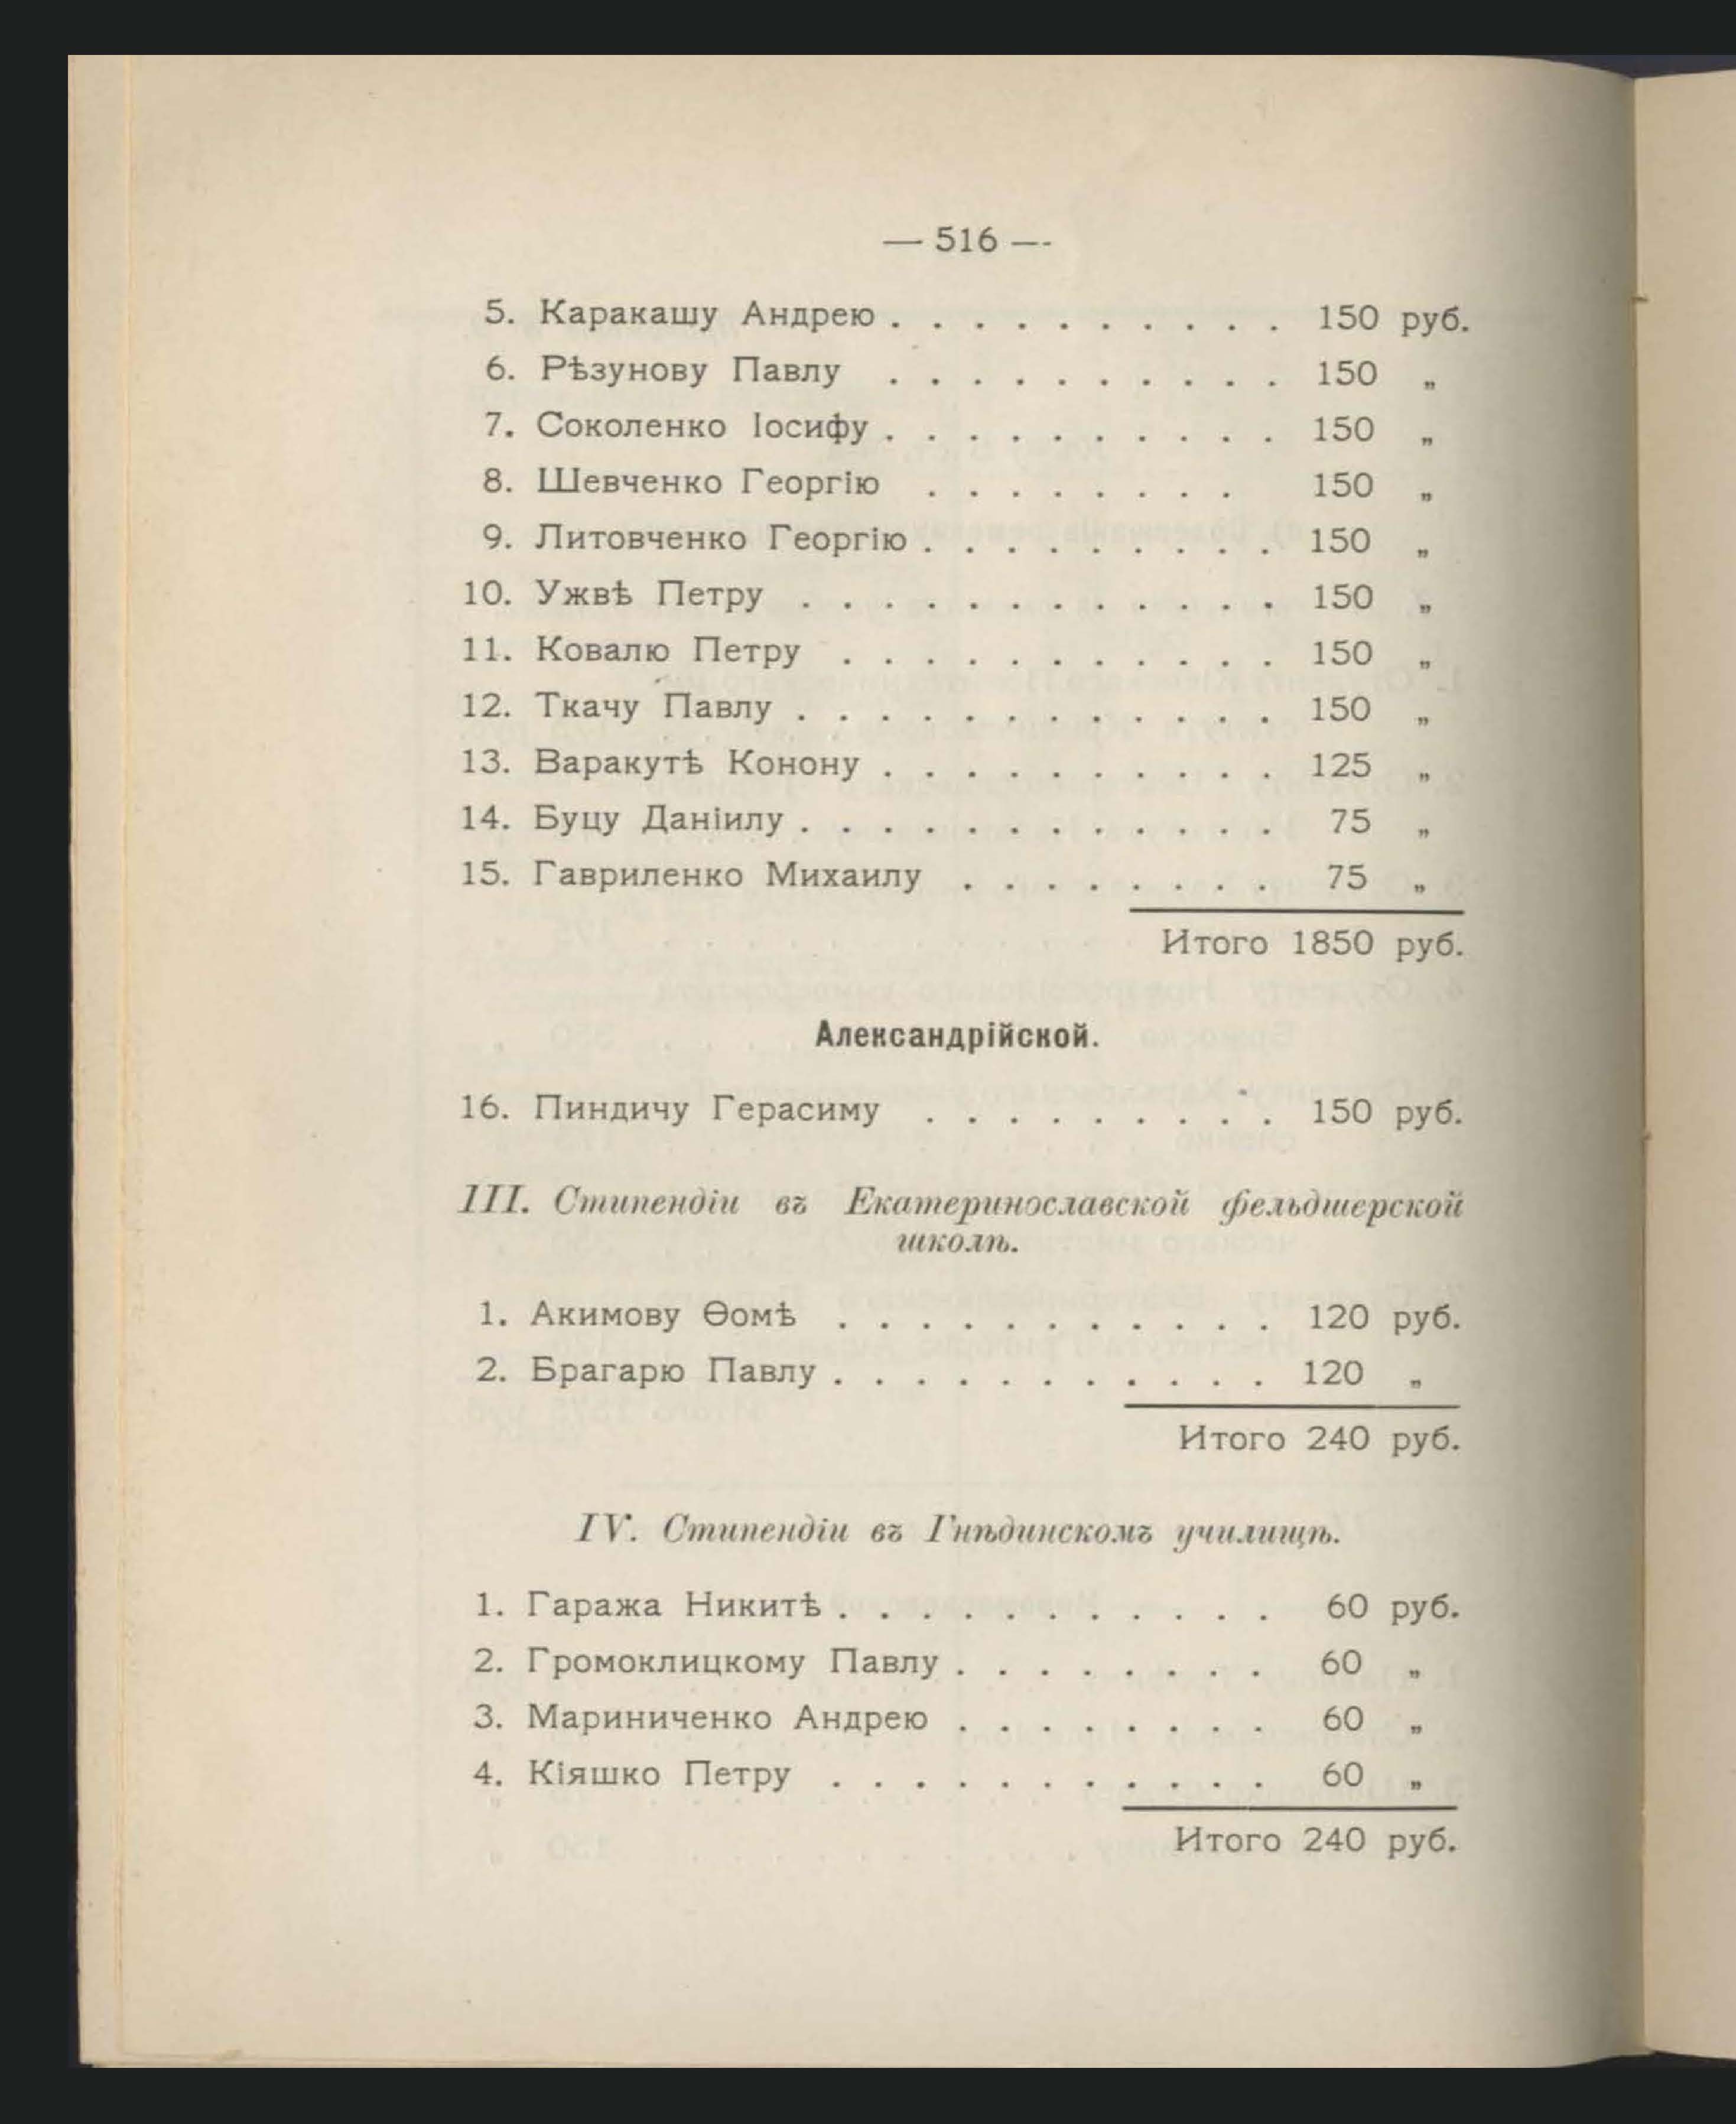 — 516 —
5. Каракашу Андрею . . . . . . . . . . 150 руб.
6. Рѣзунову Павлу . . . . . . . . . . 150 „
7. Соколенко Іосифу . . . . . . . . . . 150 „
8. Шевченко Георгію . . . . . . . . 150 „
9. Литовченко Георгію . . . . . . . . . 150 „
10. Ужвѣ Петру . . . . . . . . . . . . 150 „
11. Ковалю Петру . . . . . . . . . . . 150 „
12. Ткачу Павлу . . . . . . . . . . . . 150 „
13. Варакутѣ Конону . . . . . . . . . . 125 „
14. Буцу Даніилу . . . . . . . . . . . . 75 „
15. Гавриленко Михаилу . . . . . . . . 75 „
Итого 1850 руб.
Александрійской.
16. Пиндичу Герасиму . . . . . . . . . 150 руб.
III. Стипендіи въ Екатеринославской фельдшерской
школѣ.
1. Акимову Ѳомѣ . . . . . . . . . . . 120 руб.
2. Брагарю Павлу . . . . . . . . . . . 120 „
Итого 240 руб.
IV. Стипендіи въ Гнѣдинскомъ училищѣ.
1. Гаража Никитѣ . . . . . . . . . . . 60 руб.
2. Громоклицкому Павлу . . . . . . . . 60 „
3. Мариниченко Андрею . . . . . . . . 60 „
4. Кіяшко Петру . . . . . . . . . . . 60 „
Итого 240 руб.